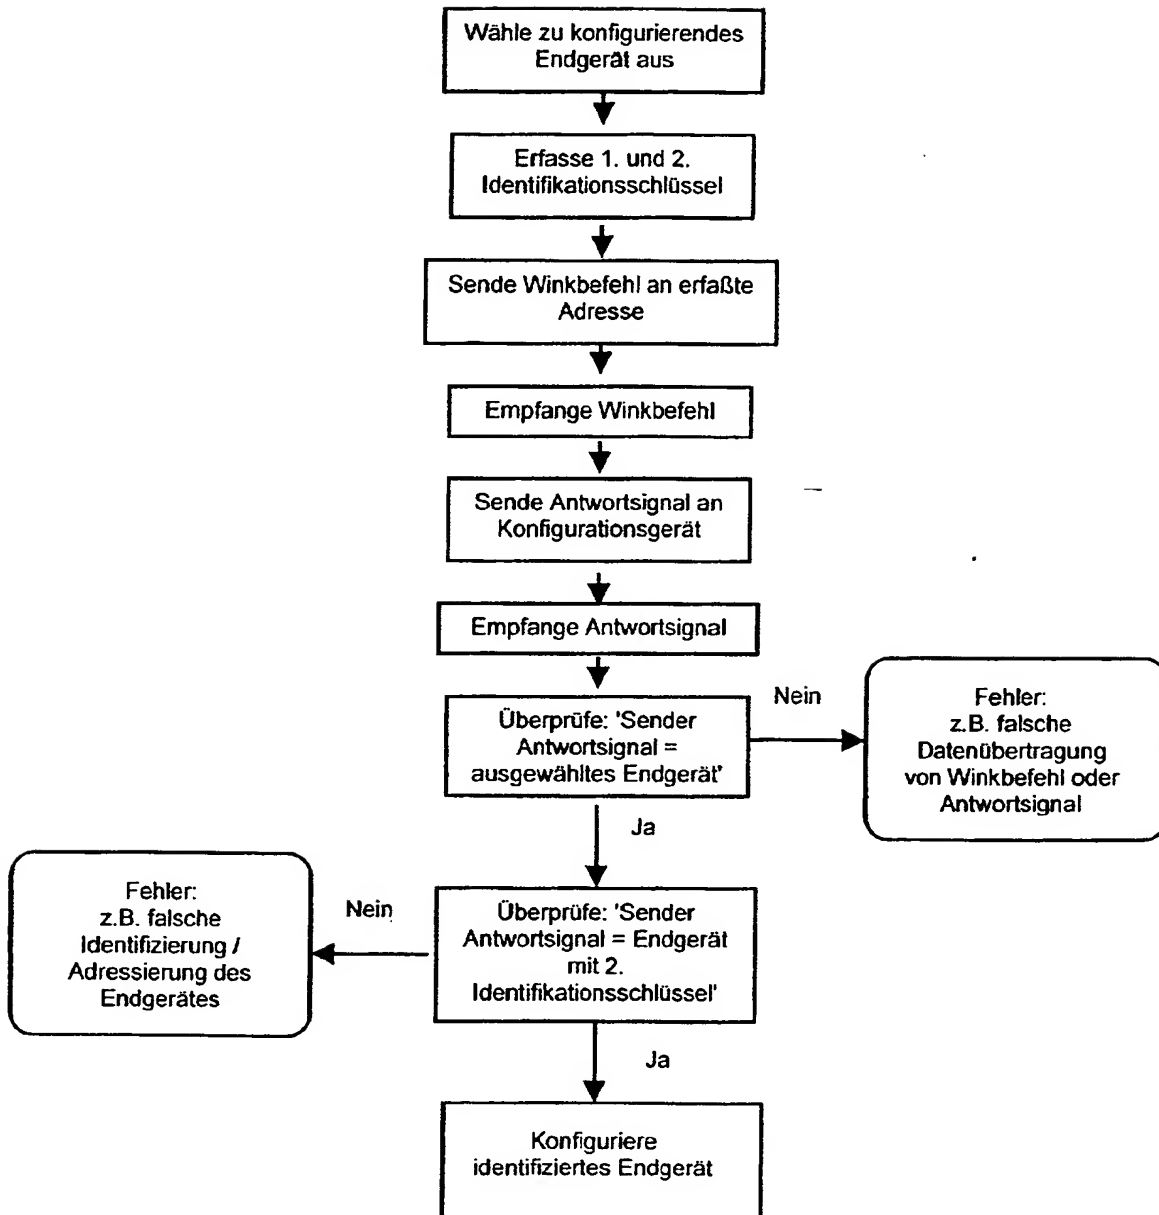 Wähle zu konfigurierendes
Endgerät aus
Erfasse 1. und 2.
Identifikationsschlüssel
Sende Winkbefehl an erfaßte
Adresse
Empfange Winkbefehl
Sende Antwortsignal an
Konfigurationsgerät
Empfange Antwortsignal
Überprüfe: 'Sender
Antwortsignal =
ausgewähltes Endgerät'
Nein
Fehler:
z.B. falsche
Datenübertragung
von Winkbefehl oder
Antwortsignal
Ja
Überprüfe: 'Sender
Antwortsignal = Endgerät
mit 2.
Identifikationsschlüssel'
Nein
Fehler:
z.B. falsche
Identifizierung /
Adressierung des
Endgerätes
Ja
Konfiguriere
identifiziertes Endgerät